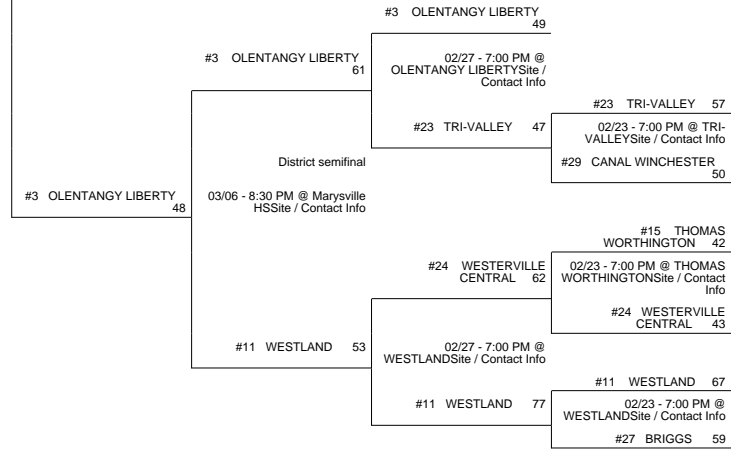 #3 OLENTANGY LIBERTY
49
#3 OLENTANGY LIBERTY
61
02/27 - 7:00 PM @
OLENTANGY LIBERTYSite /
Contact Info
#23 TRI-VALLEY 57
#23 TRI-VALLEY 47
02/23 - 7:00 PM @ TRI-
VALLEYSite / Contact Info
District semifinal
#29 CANAL WINCHESTER
50
#3 OLENTANGY LIBERTY
48
03/06 - 8:30 PM @ Marysville
HSSite / Contact Info
#15 THOMAS
WORTHINGTON 42
#24 WESTERVILLE
CENTRAL 62
02/23 - 7:00 PM @ THOMAS
WORTHINGTONSite / Contact
Info
#24 WESTERVILLE
CENTRAL 43
#11 WESTLAND 53
02/27 - 7:00 PM @
WESTLANDSite / Contact Info
#11 WESTLAND 67
#11 WESTLAND 77
02/23 - 7:00 PM @
WESTLANDSite / Contact Info
#27 BRIGGS 59